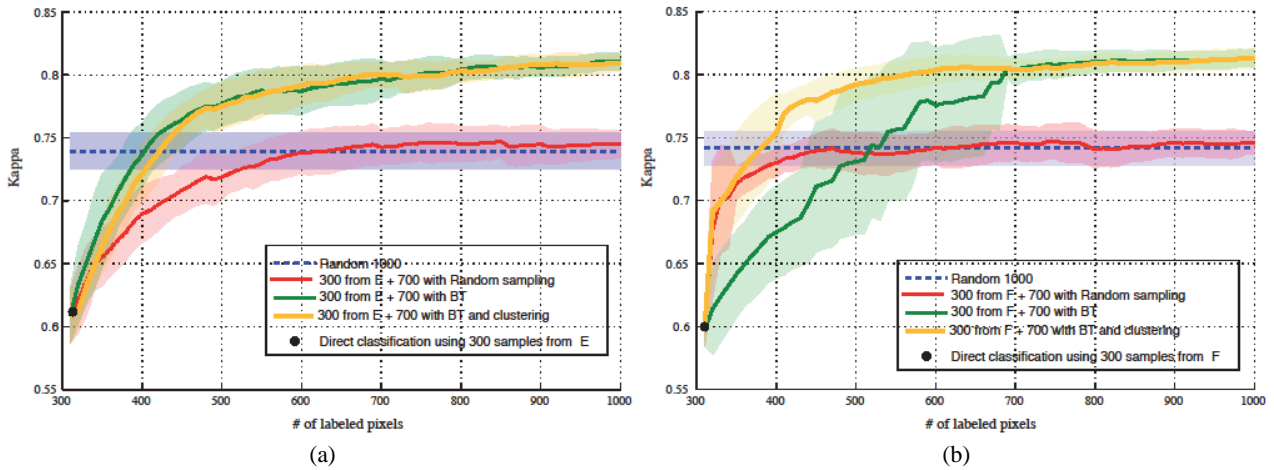 0.85
0.8
0.75
0.7
0.65
0.6
0.55
Kappa
300 400 500 600 700 800 900 1000
# of labeled pixels
Random 1000
300 from E + 700 with Random sampling
300 from E + 700 with BT
300 from E + 700 with BT and clustering
Direct classification using 300 samples from E
(a)
0.85
0.8
0.75
0.7
0.65
0.6
0.55
Kappa
300 400 500 600 700 800 900 1000
# of labeled pixels
Random 1000
300 from F + 700 with Random sampling
300 from F + 700 with BT
300 from F + 700 with BT and clustering
Direct classification using 300 samples from F
(b)